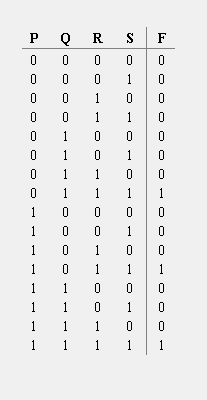 P Q R S F
0 0 0 0 0
0 0 0 1 0
0 0 1 0 0
0 0 1 1 0
0 1 0 0 0
0 1 0 1 0
0 1 1 0 0
0 1 1 1 1
1 0 0 0 0
1 0 0 1 0
1 0 1 0 0
1 0 1 1 1
1 1 0 0 0
1 1 0 1 0
1 1 1 0 0
1 1 1 1 1